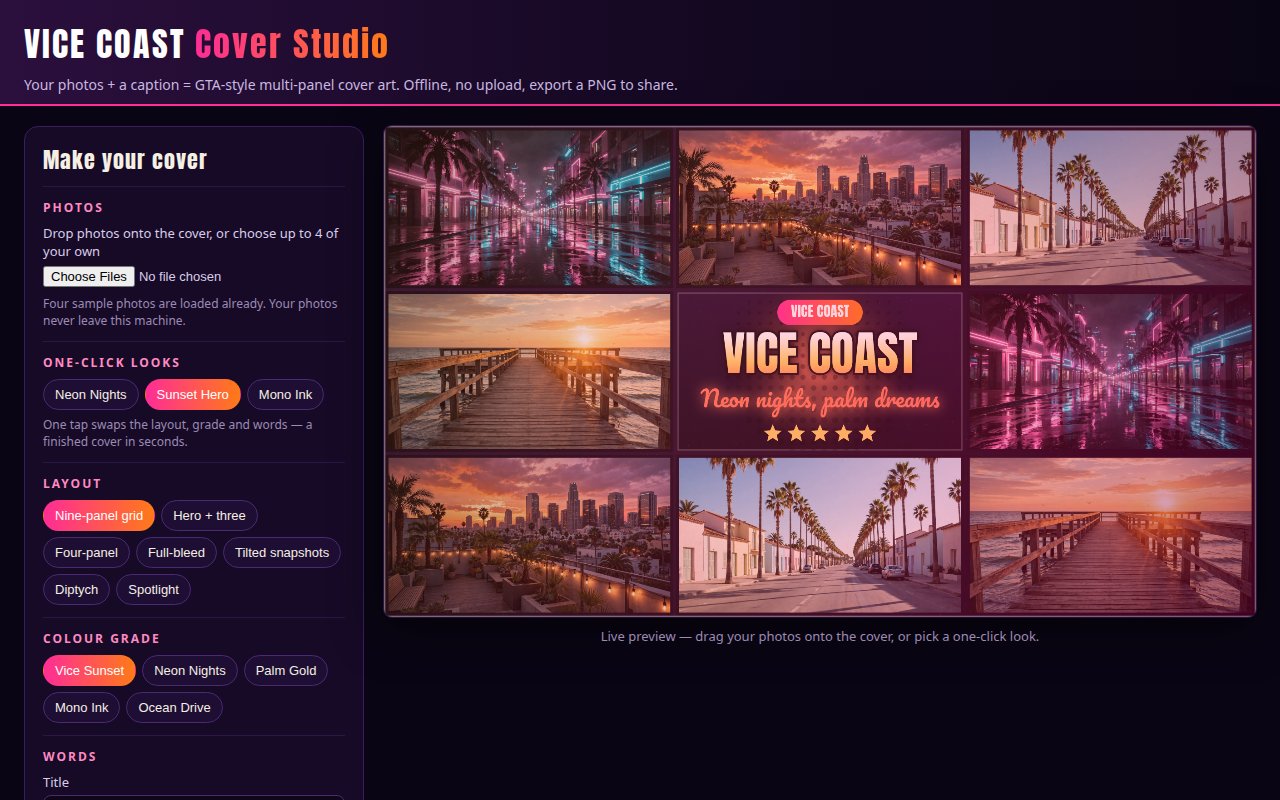 VICE COAST Cover Studio
Your photos + a caption = GTA-style multi-panel cover art. Offline, no upload, export a PNG to share.
Make your cover
PHOTOS
Drop photos onto the cover, or choose up to 4 of
your own
Choose Files No file chosen
Four sample photos are loaded already. Your photos
never leave this machine.
ONE-CLICK LOOKS
Neon Nights Sunset Hero Mono Ink
One tap swaps the layout, grade and words — a
finished cover in seconds.
LAYOUT
Nine-panel grid Hero + three
Four-panel Full-bleed Tilted snapshots
Diptych Spotlight
COLOUR GRADE
Vice Sunset Neon Nights Palm Gold
Mono Ink Ocean Drive
WORDS
Title
VICE COAST
VICE COAST
Neon nights, palm dreams
Live preview — drag your photos onto the cover, or pick a one-click look.